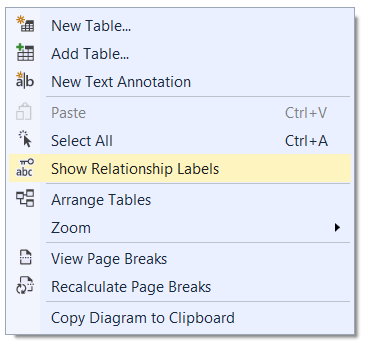 New Table...
Add Table...
a|b New Text Annotation
Paste Ctrl+V
Select All Ctrl+A
abc Show Relationship Labels
Arrange Tables
Zoom
View Page Breaks
Recalculate Page Breaks
Copy Diagram to Clipboard